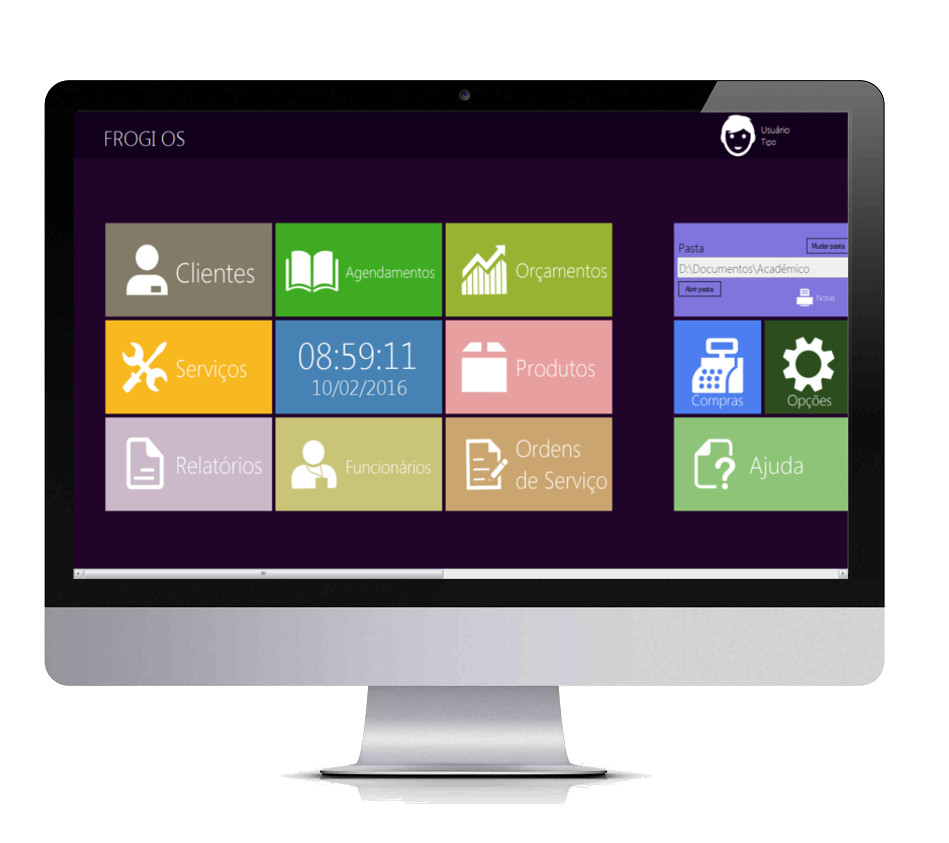 FROGI OS
Usuário
Tipo
Clientes
Agendamentos
Orçamentos
Pasta
Mudar pasta
D:\Documentos\Acadêmico
Abrir pasta
Notas
Serviços
08:59:11
10/02/2016
Produtos
Compras
Opções
Relatórios
Funcionários
Ordens
de Serviço
Ajuda